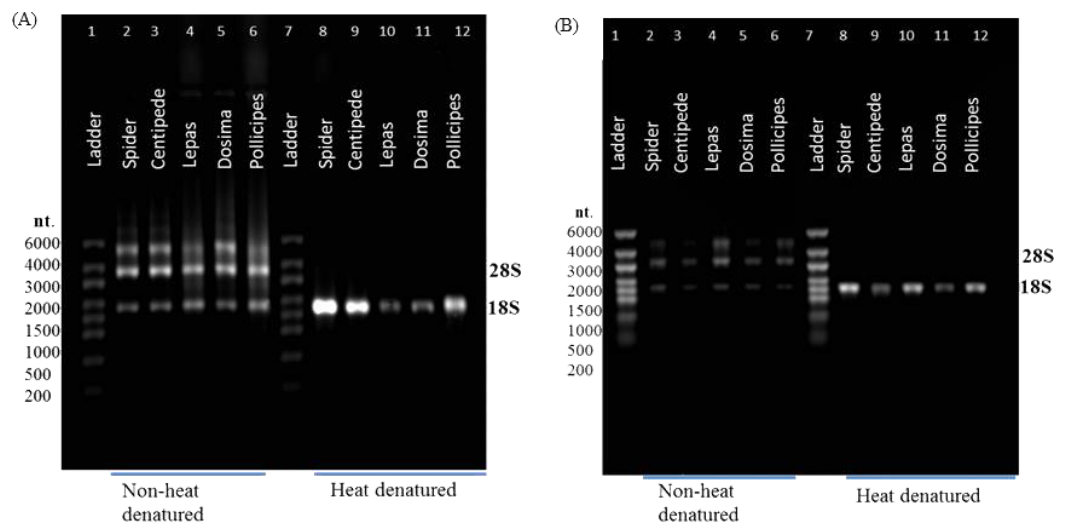 (A)
1 2 3 4 5 6 7 8 9 10 11 12
Ladder
Spider
Centipede
Lepas
Dosima
Pollicipes
Ladder
Spider
Centipede
Lepas
Dosima
Pollicipes
nt.
6000
4000
3000
2000
1500
1000
500
200
28S
18S
Non-heat
denatured
Heat denatured
(B)
1 2 3 4 5 6 7 8 9 10 11 12
Ladder
Spider
Centipede
Lepas
Dosima
Pollicipes
Ladder
Spider
Centipede
Lepas
Dosima
Pollicipes
nt.
6000
4000
3000
2000
1500
1000
500
200
28S
18S
Non-heat
denatured
Heat denatured